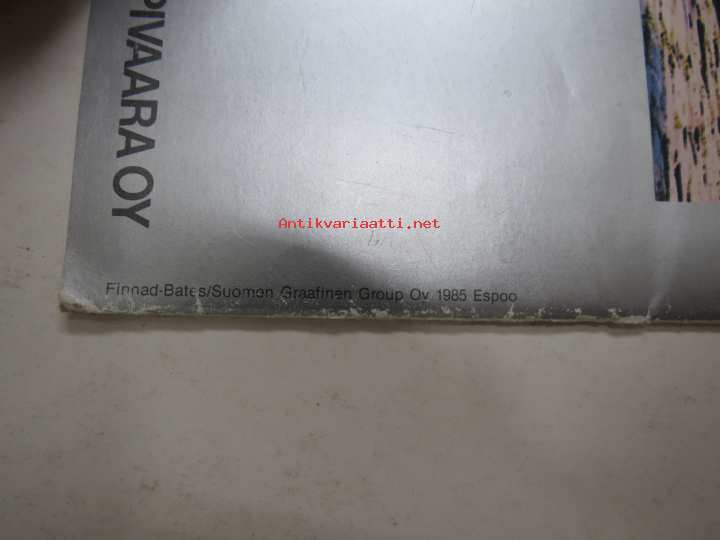 PIVAARA OY
Antikvariaatti.net
Finnad-Bates/Suomen Graafinen Group Oy 1985 Espoo